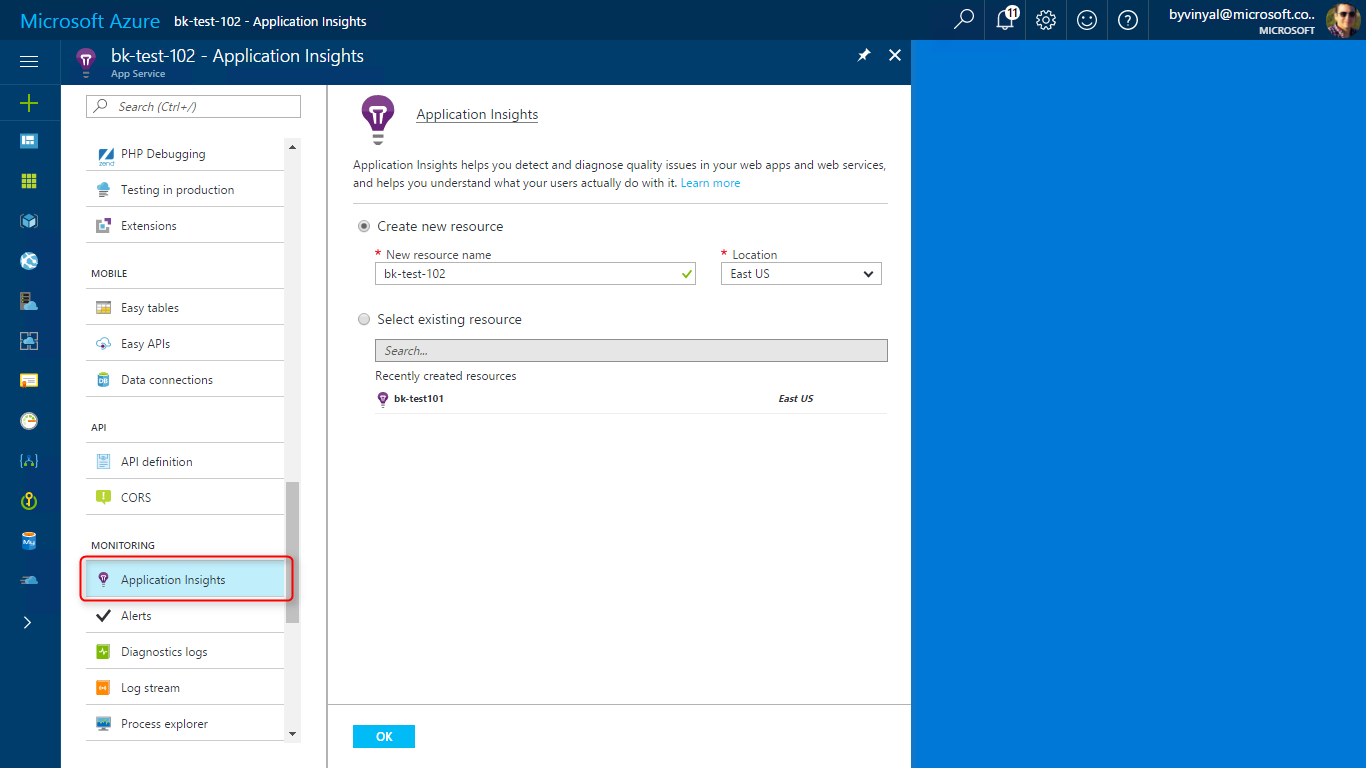 Microsoft Azure bk-test-102 - Application Insights
11
byvinyal@microsoft.co..
MICROSOFT
bk-test-102 - Application Insights
App Service
Search (Ctrl+/)
zend
PHP Debugging
Testing in production
Extensions
MOBILE
Easy tables
Easy APIs
DB
Data connections
API
API definition
CORS
MONITORING
Application Insights
Alerts
Diagnostics logs
Log stream
Process explorer
My
Application Insights
Application Insights helps you detect and diagnose quality issues in your web apps and web services,
and helps you understand what your users actually do with it. Learn more
Create new resource
* New resource name
bk-test-102
* Location
East US
Select existing resource
Search...
Recently created resources
bk-test101 East US
OK